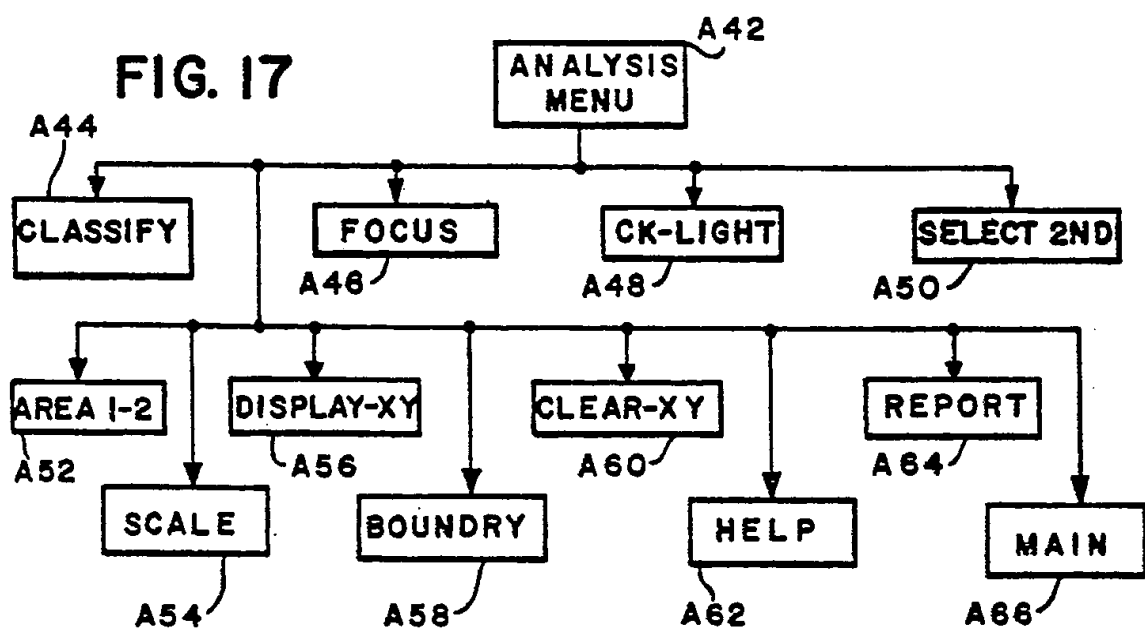 FIG. 17
A42
ANALYSIS
MENU
A44
CLASSIFY
FOCUS
CK-LIGHT
SELECT 2ND
A46
A48
A50
AREA 1-2
DISPLAY-XY
CLEAR-XY
REPORT
A52
A56
A60
A64
SCALE
BOUNDRY
HELP
MAIN
A54
A58
A62
A66